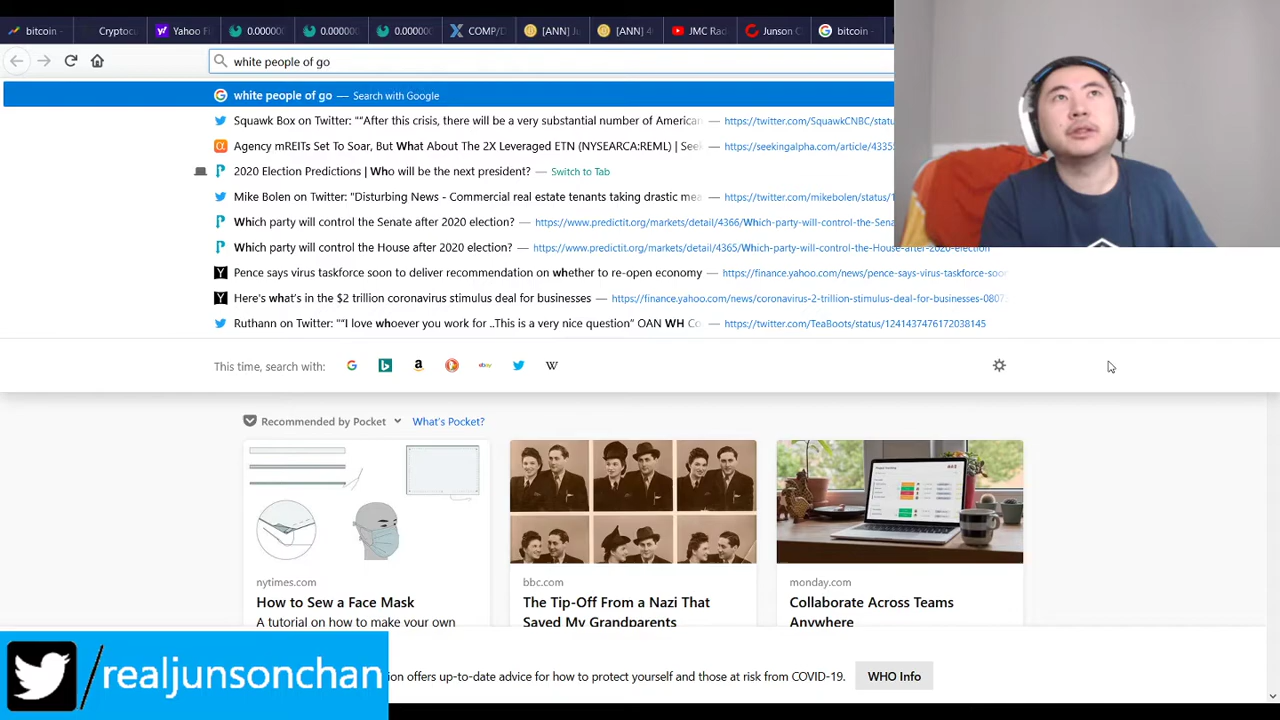 bitcoin -
Cryptoc
Yahoo F
0.000000
0.000000
0.000000
COMP/D
[ANN] Ju
[ANN] 4
JMC Rad
Junson C
bitcoin -
white people of go
white people of go — Search with Google
Squawk Box on Twitter: "“After this crisis, there will be a very substantial number of American — https://twitter.com/SquawkCNBC/statu
Agency mREITs Set To Soar, But What About The 2X Leveraged ETN (NYSEARCA:REML) | Seek — https://seekingalpha.com/article/4335
2020 Election Predictions | Who will be the next president? — Switch to Tab
Mike Bolen on Twitter: "Disturbing News - Commercial real estate tenants taking drastic mea — https://twitter.com/mikebolen/status/1
Which party will control the Senate after 2020 election? — https://www.predictit.org/markets/detail/4366/Which-party-will-control-the-Sena
Which party will control the House after 2020 election? — https://www.predictit.org/markets/detail/4365/Which-party-will-control-the-House-after-2020-election
Pence says virus taskforce soon to deliver recommendation on whether to re-open economy — https://finance.yahoo.com/news/pence-says-virus-taskforce-soo
Here's what's in the $2 trillion coronavirus stimulus deal for businesses — https://finance.yahoo.com/news/coronavirus-2-trillion-stimulus-deal-for-businesses-0807
Ruthann on Twitter: "“I love whoever you work for ..This is a very nice question” OAN WH Co — https://twitter.com/TeaBoots/status/1241437476172038145
This time, search with:
Recommended by Pocket What's Pocket?
nytimes.com
How to Sew a Face Mask
A tutorial on how to make your own
bbc.com
The Tip-Off From a Nazi That
Saved My Grandparents
monday.com
Collaborate Across Teams
Anywhere
/realjunsonchan
ion offers up-to-date advice for how to protect yourself and those at risk from COVID-19. WHO Info